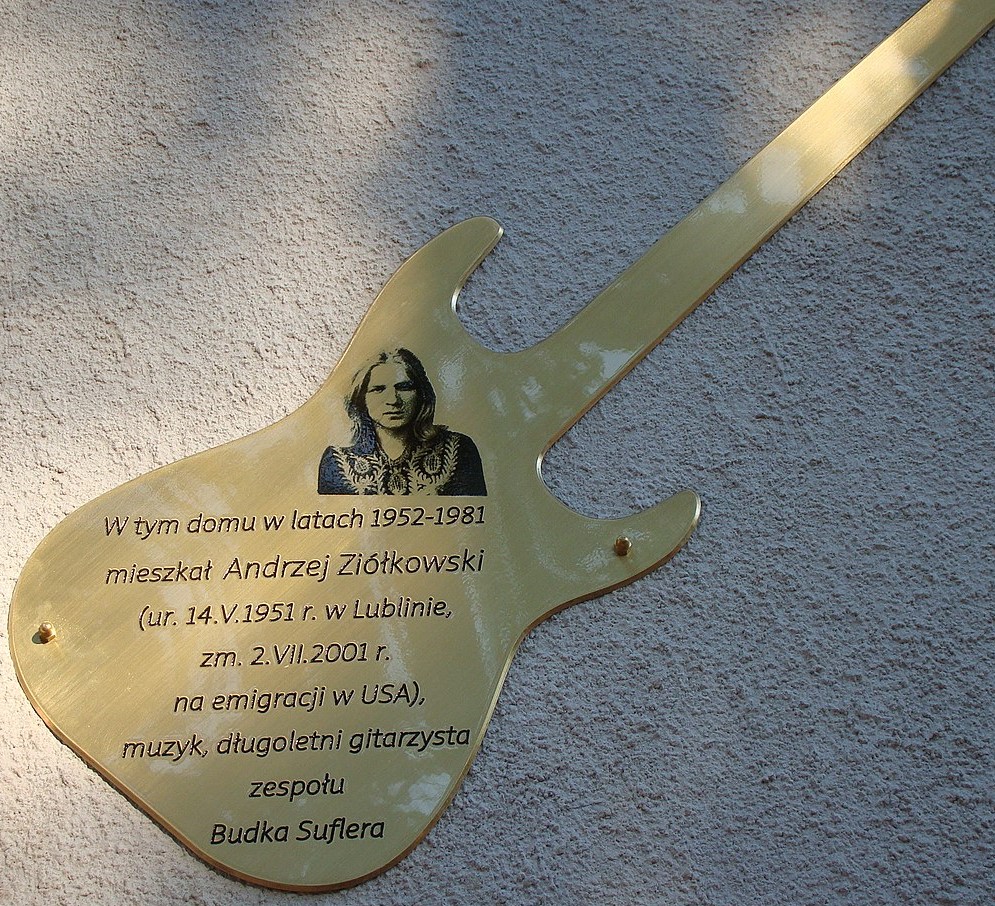 W tym domu w latach 1952-1981
mieszkał Andrzej Ziółkowski
(ur. 14.V.1951 r. w Lublinie,
zm. 2.VII.2001 r.
na emigracji w USA),
muzyk, długoletni gitarzysta
zespołu
Budka Suflera